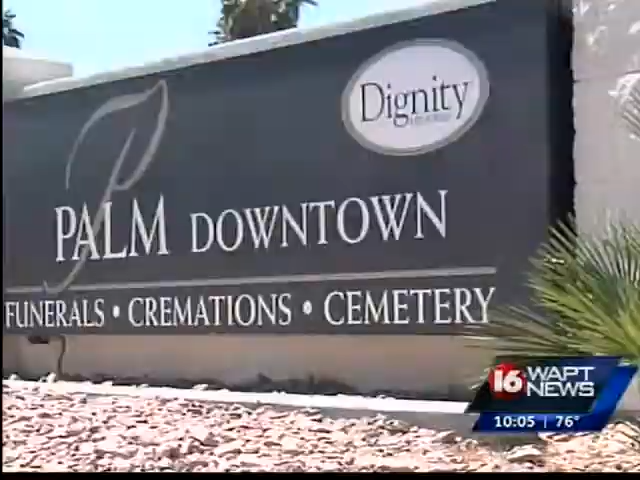 Dignity
PALM DOWNTOWN
FUNERALS • CREMATIONS • CEMETERY
16 WAPT
NEWS
10:05 | 76°